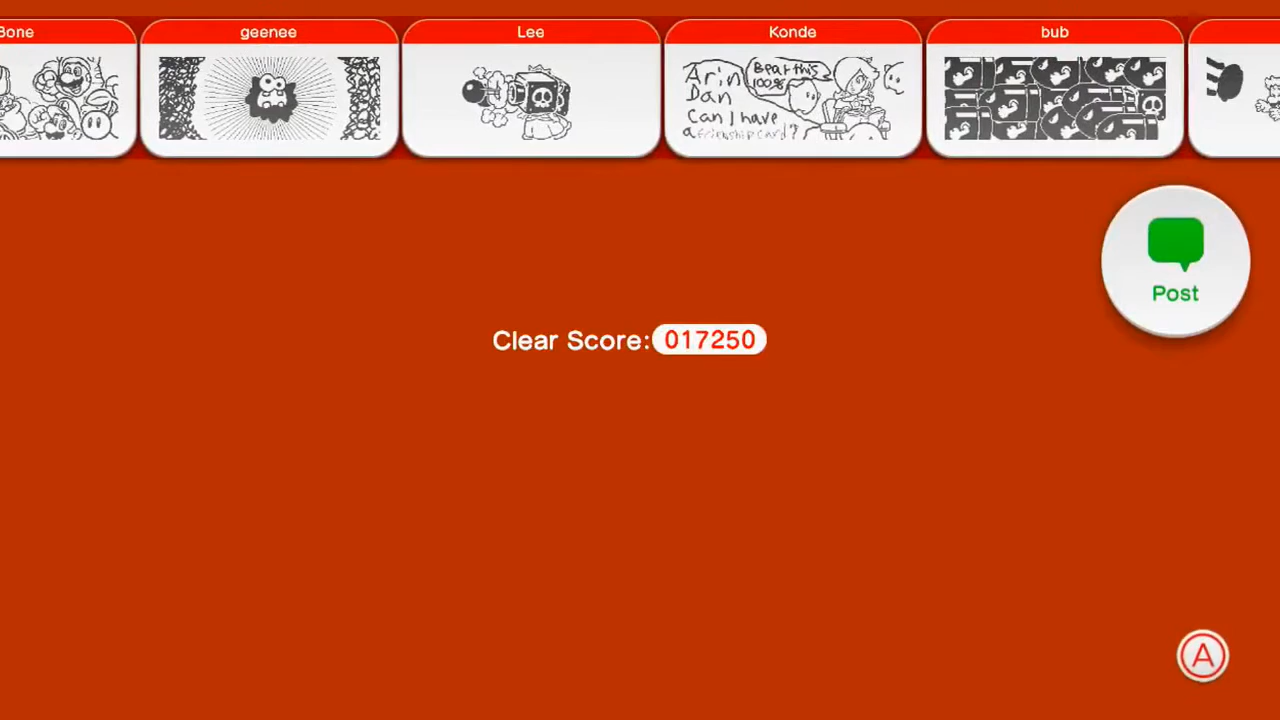 Bone
geenee
Lee
Konde
bub
Arin
Dan
Can I have
a friendship card?
Beat this
100%
Post
Clear Score: 017250
A